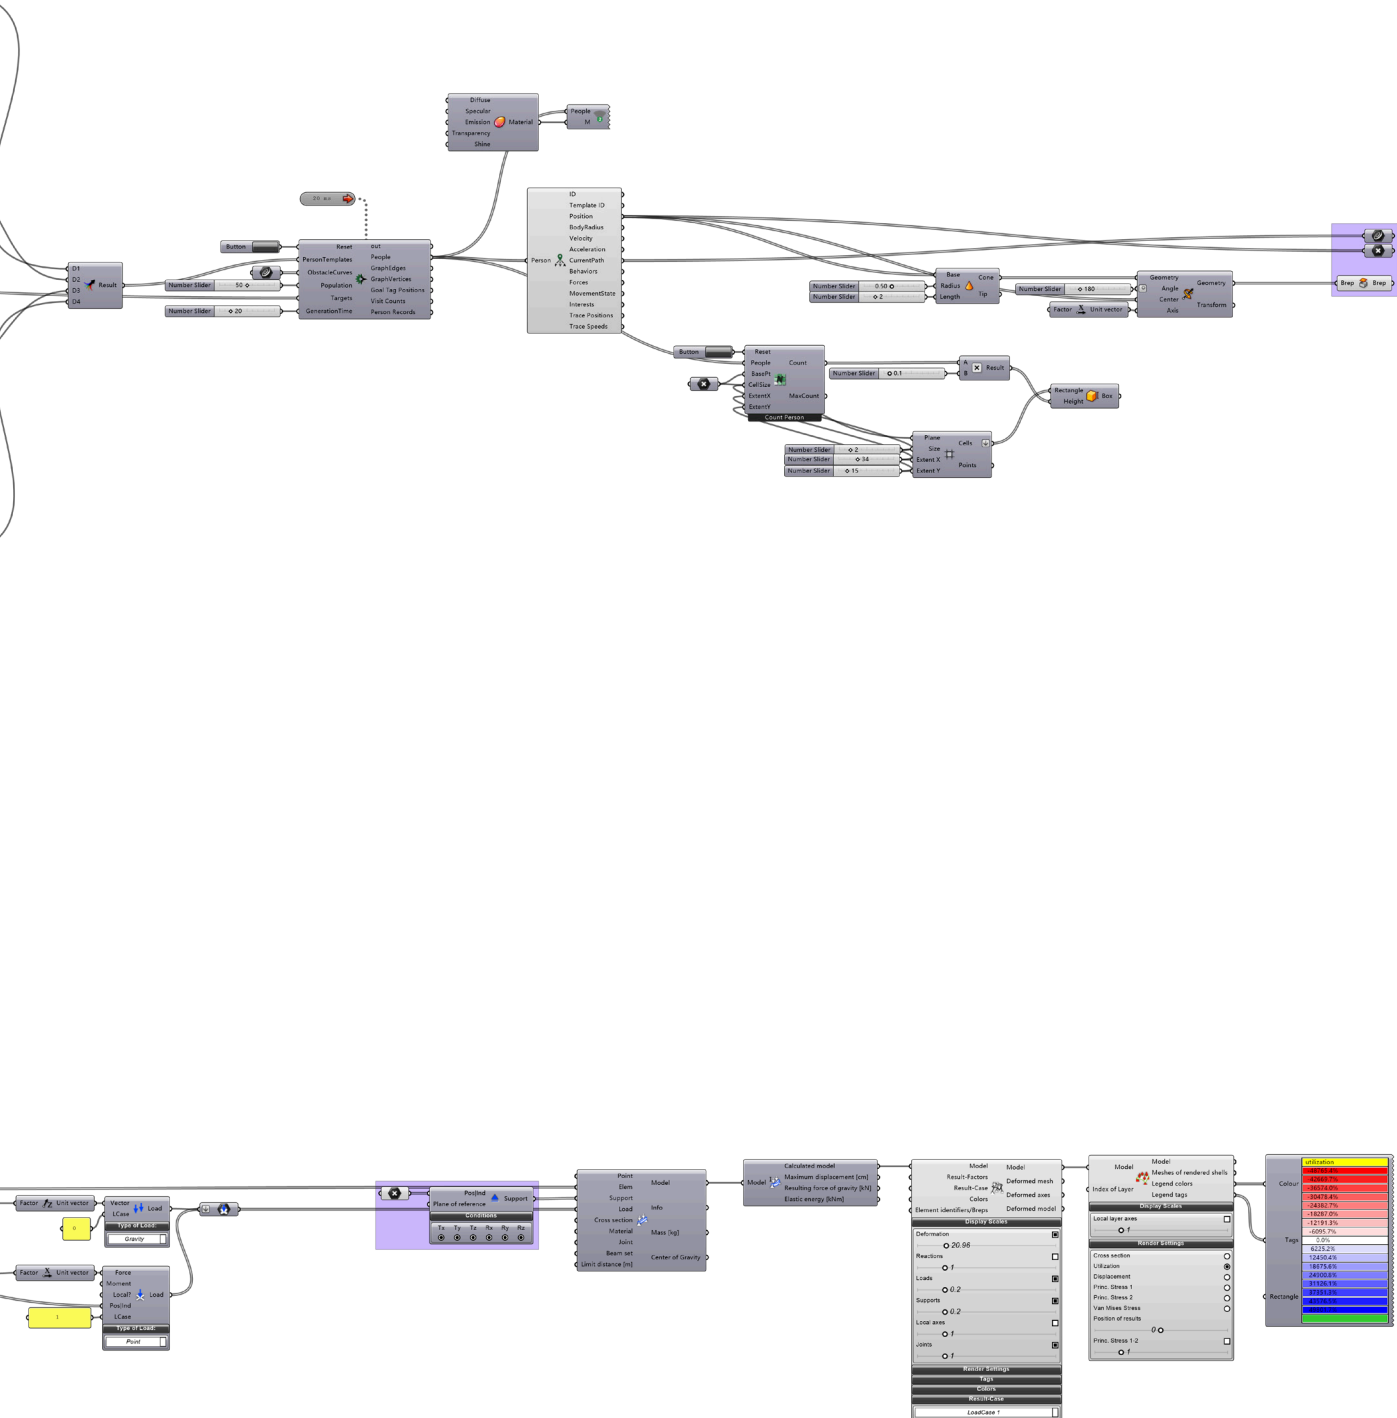 Diffuse
Specular
Emission
Transparency
Shine
Material
People
M
20 ms
Button
D1
D2
D3
D4
Result
Number Slider
50
Number Slider
20
Reset
PersonTemplates
ObstacleCurves
Population
Targets
GenerationTime
out
People
GraphEdges
GraphVertices
Goal Tag Positions
Visit Counts
Person Records
Person
ID
Template ID
Position
BodyRadius
Velocity
Acceleration
CurrentPath
Behaviors
Forces
MovementState
Interests
Trace Positions
Trace Speeds
Number Slider
0.50
Number Slider
2
Base
Radius
Length
Cone
Tip
Number Slider
180
Factor
Unit vector
Geometry
Angle
Center
Axis
Geometry
Transform
Brep
Brep
Button
Reset
People
BasePt
CellSize
ExtentX
ExtentY
Count
MaxCount
Count Person
Number Slider
0.1
A
B
Result
Rectangle
Height
Box
Number Slider
2
Number Slider
34
Number Slider
15
Plane
Size
Extent X
Extent Y
Cells
Points
Factor
Unit vector
Vector
LCase
Load
Type of Load:
Gravity
0
Factor
Unit vector
Force
Moment
Local?
Pos|Ind
LCase
Load
Type of Load:
Point
1
Pos|Ind
Plane of reference
Support
Conditions
Tx Ty Tz Rx Ry Rz
Point
Elem
Support
Load
Cross section
Material
Joint
Beam set
Limit distance [m]
Model
Info
Mass [kg]
Center of Gravity
Model
Calculated model
Maximum displacement [cm]
Resulting force of gravity [kN]
Elastic energy [kNm]
Model
Result-Factors
Result-Case
Colors
Element identifiers/Breps
Model
Deformed mesh
Deformed axes
Deformed model
Display Scales
Deformation
20.96
Reactions
1
Loads
0.2
Supports
0.2
Local axes
1
Joints
1
Render Settings
Tags
Colors
Result-Case
LoadCase 1
Model
Index of Layer
Model
Meshes of rendered shells
Legend colors
Legend tags
Display Scales
Local layer axes
1
Render Settings
Cross section
Utilization
Displacement
Princ. Stress 1
Princ. Stress 2
Van Mises Stress
Position of results
0
Princ. Stress 1-2
1
Colour
Tags
Rectangle
utilization
-42669.7%
-36574.0%
-30478.4%
-24382.7%
-18287.0%
-12191.3%
-6095.7%
0.0%
6225.2%
12450.4%
18675.6%
24900.8%
31126.1%
37351.3%